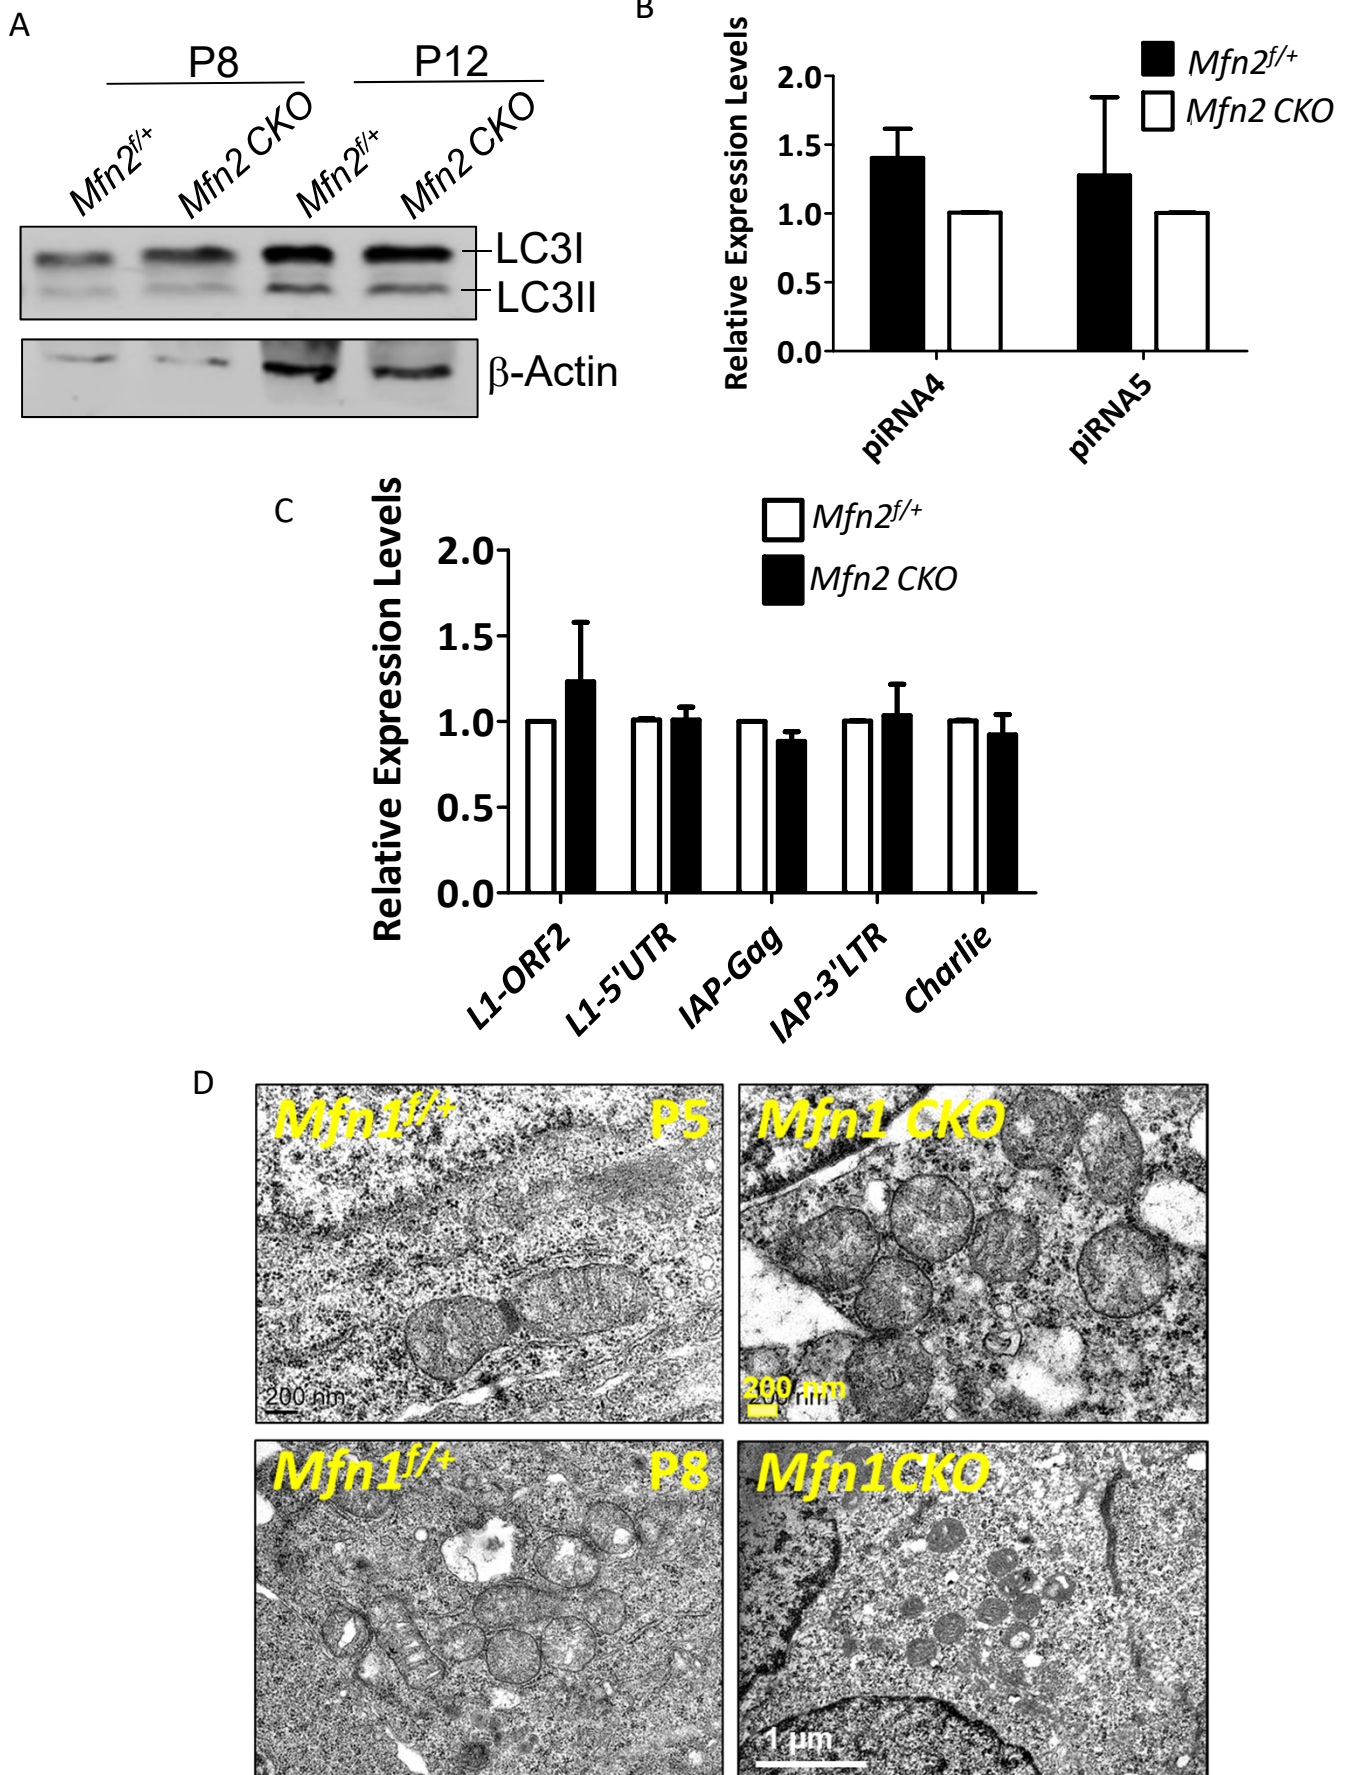 A
P8
P12
Mfn2f/+
Mfn2 CKO
Mfn2f/+
Mfn2 CKO
LC3I
LC3II
β-Actin
B
Relative Expression Levels
2.0
1.5
1.0
0.5
0.0
piRNA4
piRNA5
Mfn2f/+
Mfn2 CKO
C
Relative Expression Levels
2.0
1.5
1.0
0.5
0.0
L1-ORF2
L1-5'UTR
IAP-Gag
IAP-3'LTR
Charlie
Mfn2f/+
Mfn2 CKO
D
Mfn1f/+ P5
200 nm
Mfn1 CKO
200 nm
Mfn1f/+ P8
Mfn1CKO
1 µm